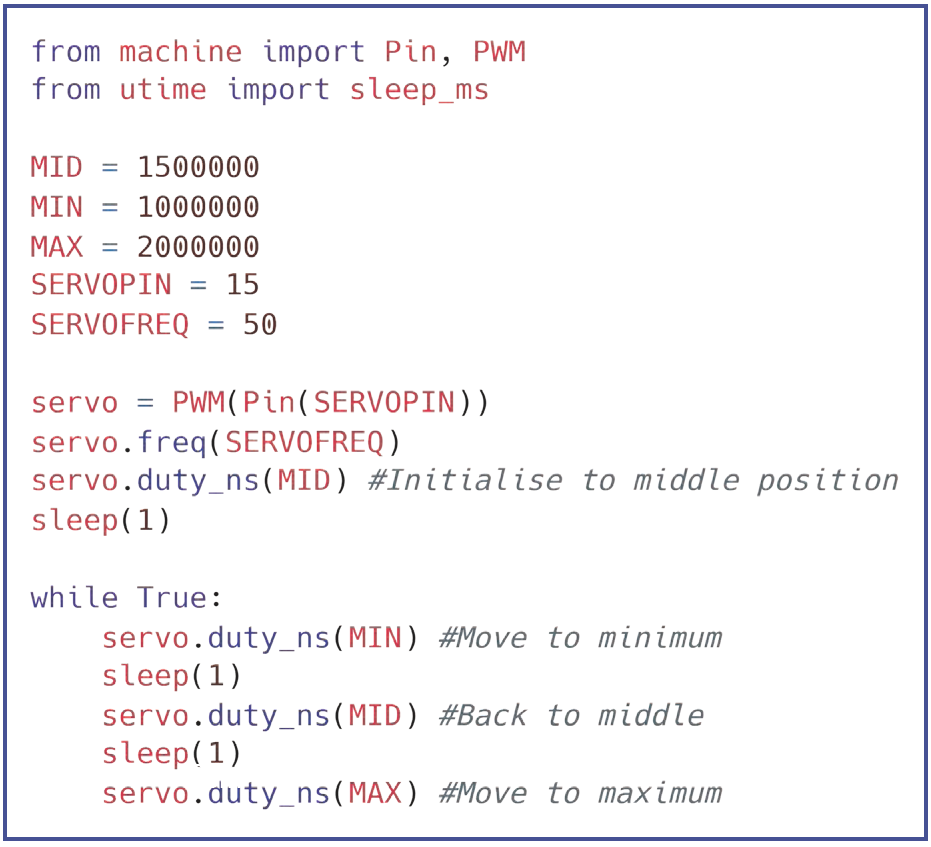 from machine import Pin, PWM
from utime import sleep_ms
MID = 1500000
MIN = 1000000
MAX = 2000000
SERVOPIN = 15
SERVOFREQ = 50
servo = PWM(Pin(SERVOPIN))
servo.freq(SERVOFREQ)
servo.duty_ns(MID) #Initialise to middle position
sleep(1)
while True:
    servo.duty_ns(MIN) #Move to minimum
    sleep(1)
    servo.duty_ns(MID) #Back to middle
    sleep(1)
    servo.duty_ns(MAX) #Move to maximum